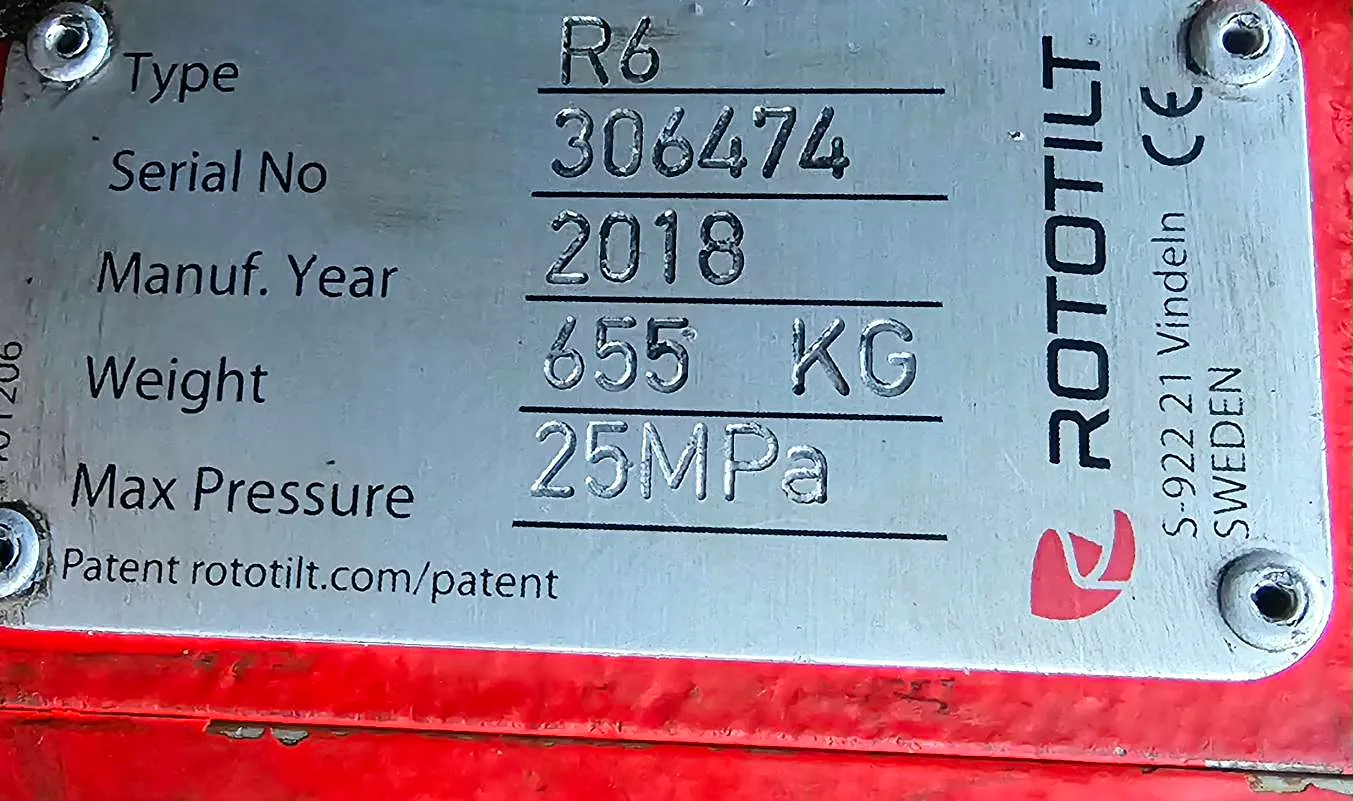 Type R6
Serial No 306474
Manuf. Year 2018
Weight 655 KG
Max Pressure 25MPa
Patent rototilt.com/patent
ROTOTILT
CE
S-922 21 Vindeln
SWEDEN